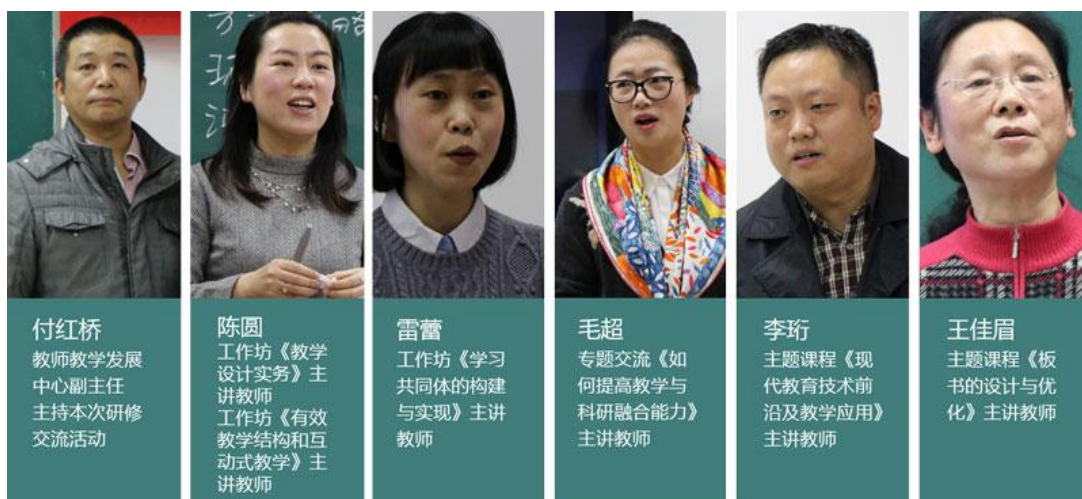 付红桥
教师教学发展
中心副主任
主持本次研修
交流活动
陈圆
工作坊《教学
设计实务》主
讲教师
工作坊《有效
教学结构和互
动式教学》主
讲教师
雷蕾
工作坊《学习
共同体的构建
与实现》主讲
教师
毛超
专题交流《如
何提高教学与
科研融合能力》
主讲教师
李珩
主题课程《现
代教育技术前
沿及教学应用》
主讲教师
王佳眉
主题课程《板
书的设计与优
化》主讲教师